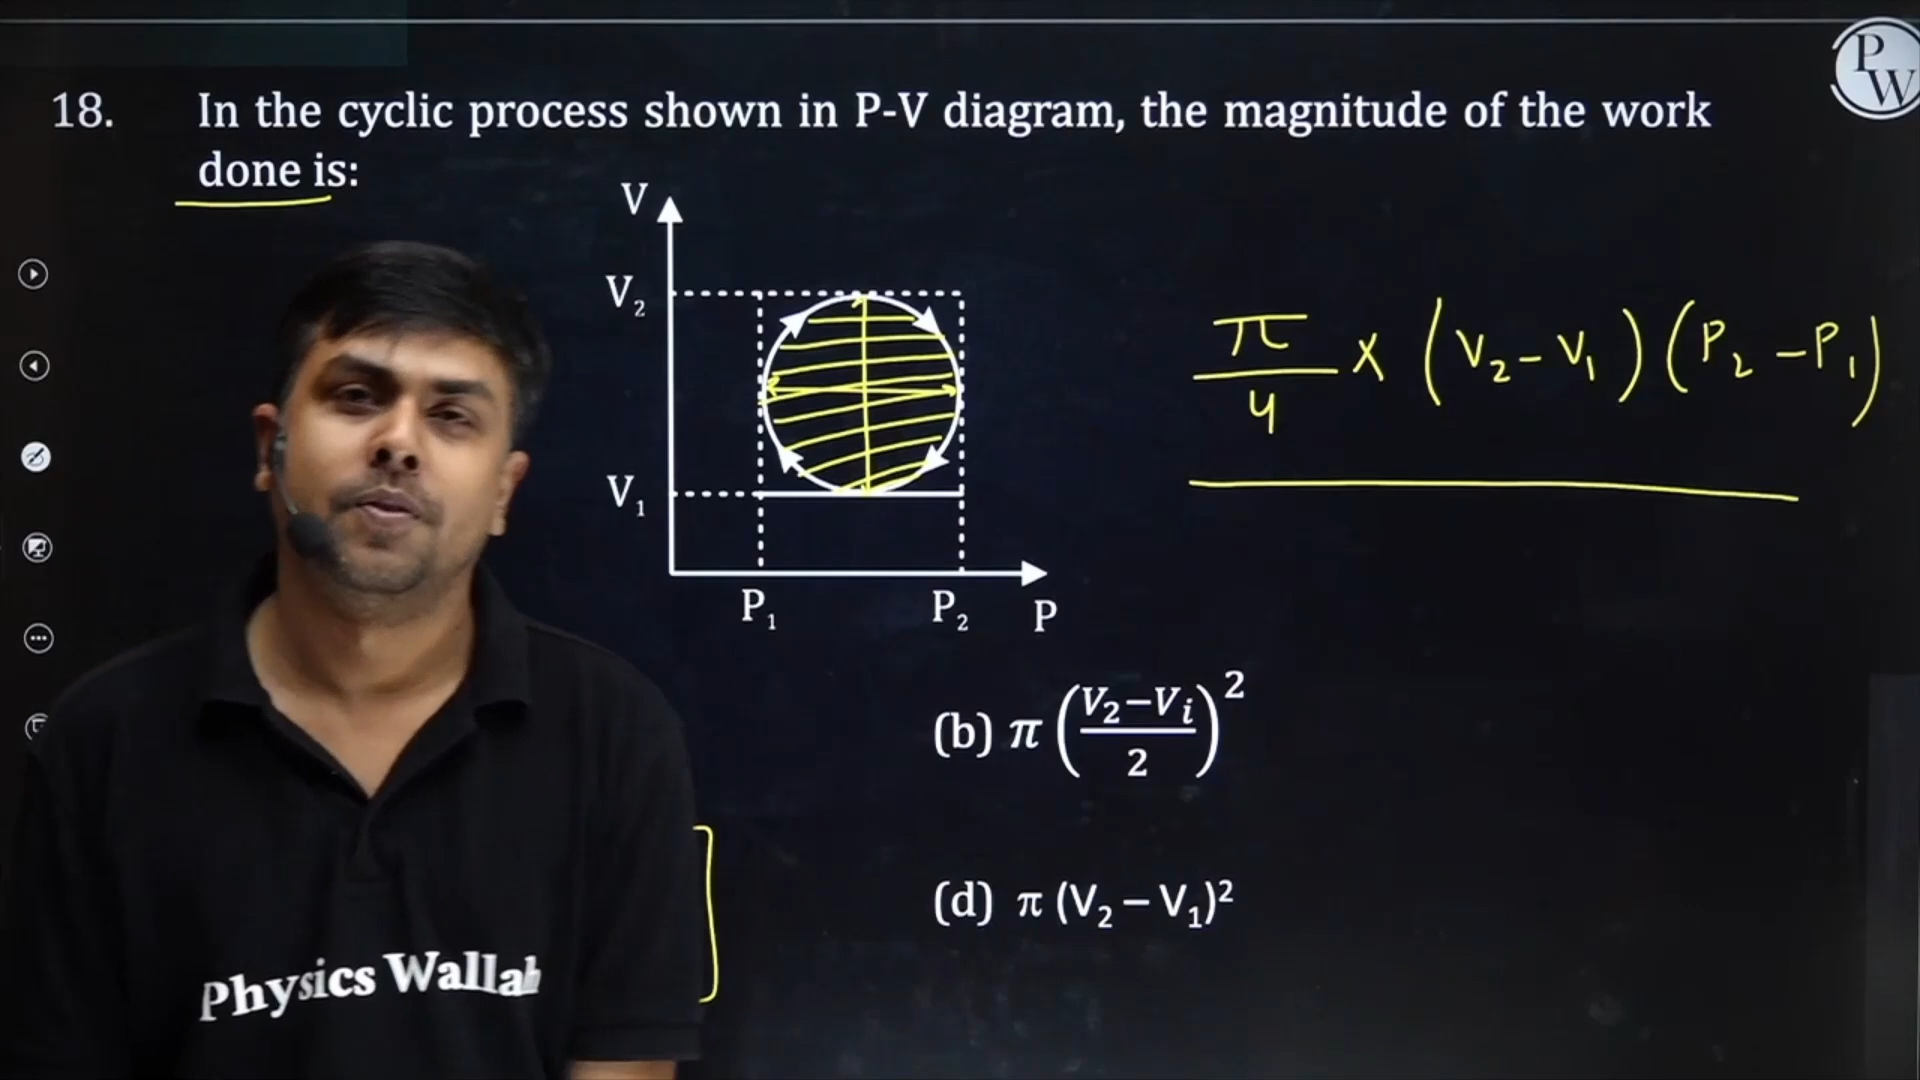 P
W
18. In the cyclic process shown in P-V diagram, the magnitude of the work
done is:
V
V₂
V₁
P₁ P₂ P
π/4 × (V₂ – V₁) (P₂ – P₁)
(b) π ((V₂–Vᵢ)/2)²
(d) π (V₂ – V₁)²
Physics Wallah